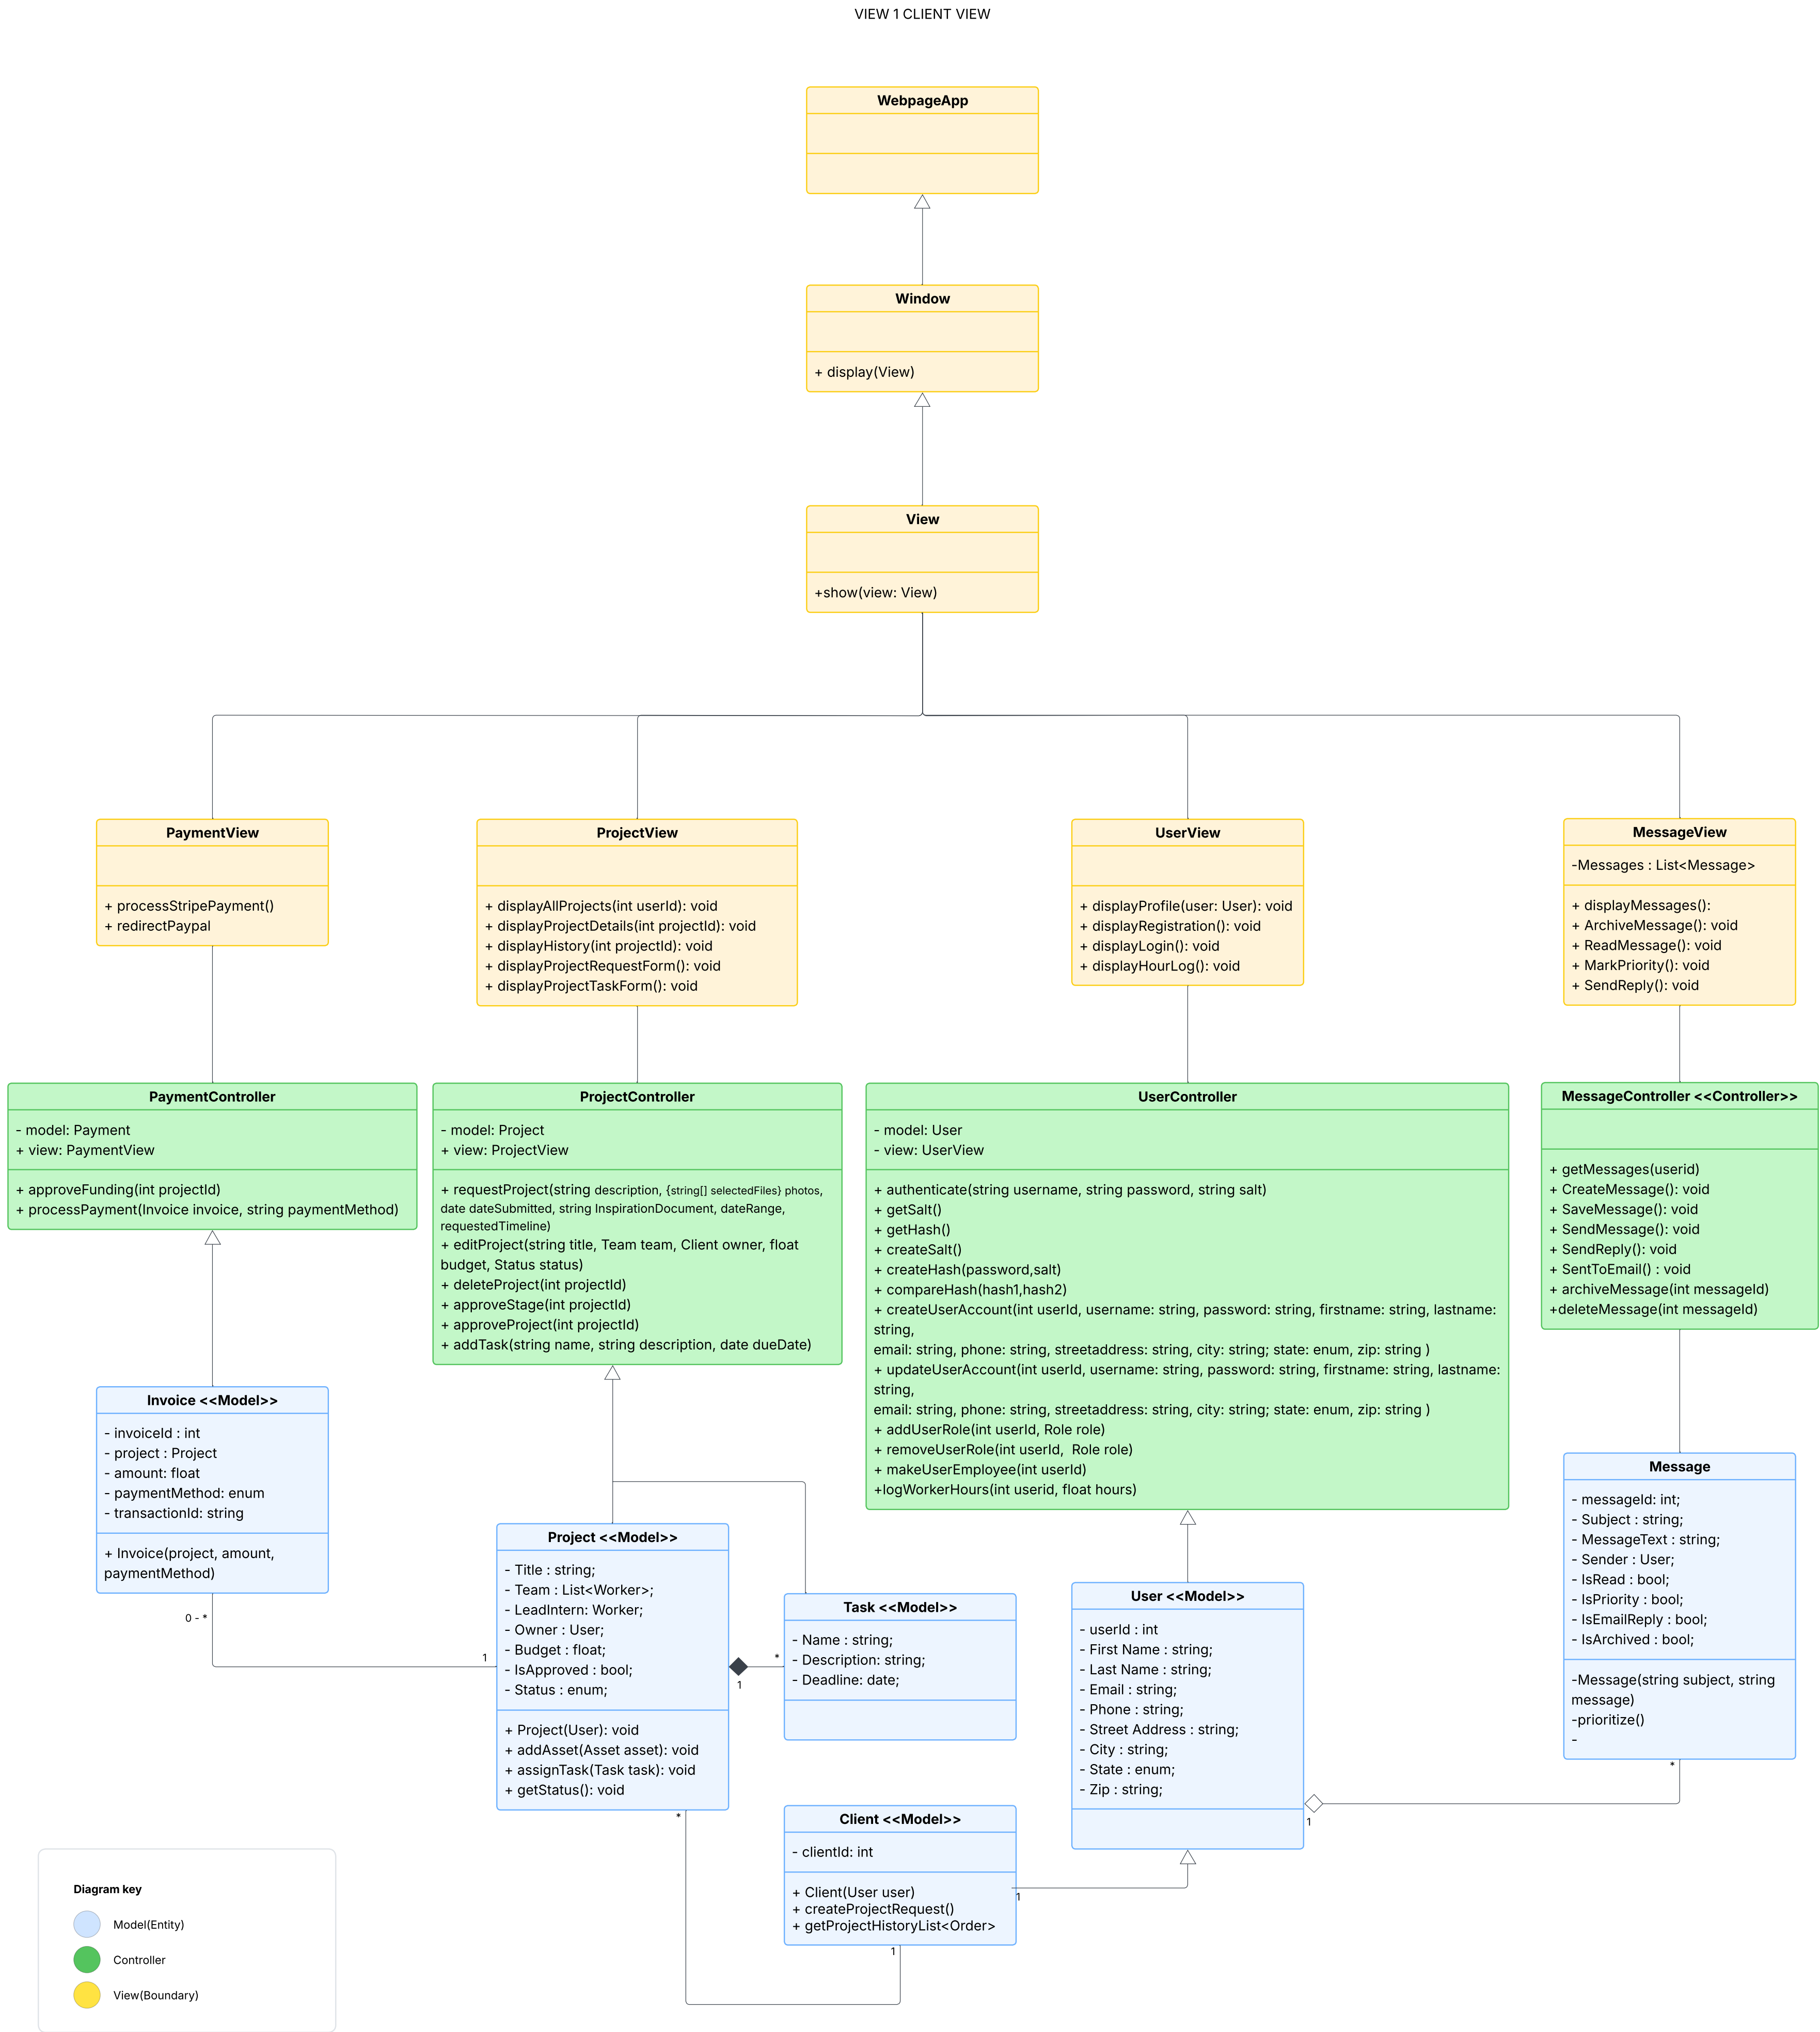 VIEW 1 CLIENT VIEW
WebpageApp
Window
+ display(View)
View
+show(view: View)
PaymentView
+ processStripePayment()
+ redirectPaypal
ProjectView
+ displayAllProjects(int userId): void
+ displayProjectDetails(int projectId): void
+ displayHistory(int projectId): void
+ displayProjectRequestForm(): void
+ displayProjectTaskForm(): void
UserView
+ displayProfile(user: User): void
+ displayRegistration(): void
+ displayLogin(): void
+ displayHourLog(): void
MessageView
-Messages : List<Message>
+ displayMessages():
+ ArchiveMessage(): void
+ ReadMessage(): void
+ MarkPriority(): void
+ SendReply(): void
PaymentController
- model: Payment
+ view: PaymentView
+ approveFunding(int projectId)
+ processPayment(Invoice invoice, string paymentMethod)
ProjectController
- model: Project
+ view: ProjectView
+ requestProject(string description, {string[] selectedFiles} photos,
date dateSubmitted, string InspirationDocument, dateRange,
requestedTimeline)
+ editProject(string title, Team team, Client owner, float
budget, Status status)
+ deleteProject(int projectId)
+ approveStage(int projectId)
+ approveProject(int projectId)
+ addTask(string name, string description, date dueDate)
UserController
- model: User
- view: UserView
+ authenticate(string username, string password, string salt)
+ getSalt()
+ getHash()
+ createSalt()
+ createHash(password,salt)
+ compareHash(hash1,hash2)
+ createUserAccount(int userId, username: string, password: string, firstname: string, lastname:
string,
email: string, phone: string, streetaddress: string, city: string; state: enum, zip: string )
+ updateUserAccount(int userId, username: string, password: string, firstname: string, lastname:
string,
email: string, phone: string, streetaddress: string, city: string; state: enum, zip: string )
+ addUserRole(int userId, Role role)
+ removeUserRole(int userId,  Role role)
+ makeUserEmployee(int userId)
+logWorkerHours(int userid, float hours)
MessageController <<Controller>>
+ getMessages(userid)
+ CreateMessage(): void
+ SaveMessage(): void
+ SendMessage(): void
+ SendReply(): void
+ SentToEmail() : void
+ archiveMessage(int messageId)
+deleteMessage(int messageId)
Invoice <<Model>>
- invoiceId : int
- project : Project
- amount: float
- paymentMethod: enum
- transactionId: string
+ Invoice(project, amount,
paymentMethod)
0 - *
1
Project <<Model>>
- Title : string;
- Team : List<Worker>;
- LeadIntern: Worker;
- Owner : User;
- Budget : float;
- IsApproved : bool;
- Status : enum;
+ Project(User): void
+ addAsset(Asset asset): void
+ assignTask(Task task): void
+ getStatus(): void
*
1
*
Task <<Model>>
- Name : string;
- Description: string;
- Deadline: date;
User <<Model>>
- userId : int
- First Name : string;
- Last Name : string;
- Email : string;
- Phone : string;
- Street Address : string;
- City : string;
- State : enum;
- Zip : string;
1
Message
- messageId: int;
- Subject : string;
- MessageText : string;
- Sender : User;
- IsRead : bool;
- IsPriority : bool;
- IsEmailReply : bool;
- IsArchived : bool;
-Message(string subject, string
message)
-prioritize()
-
*
Client <<Model>>
- clientId: int
+ Client(User user)
+ createProjectRequest()
+ getProjectHistoryList<Order>
1
1
Diagram key
Model(Entity)
Controller
View(Boundary)